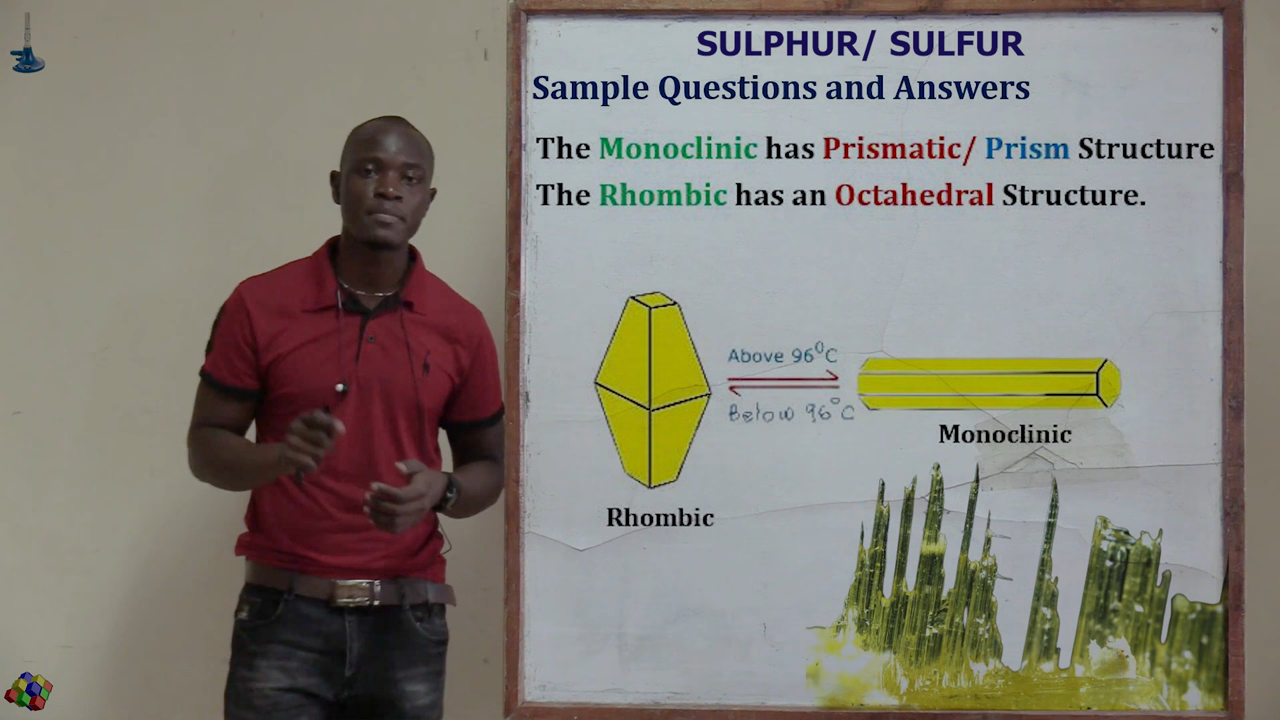 SULPHUR/ SULFUR
Sample Questions and Answers
The Monoclinic has Prismatic/ Prism Structure
The Rhombic has an Octahedral Structure.
Above 96⁰C
Below 96°C
Monoclinic
Rhombic